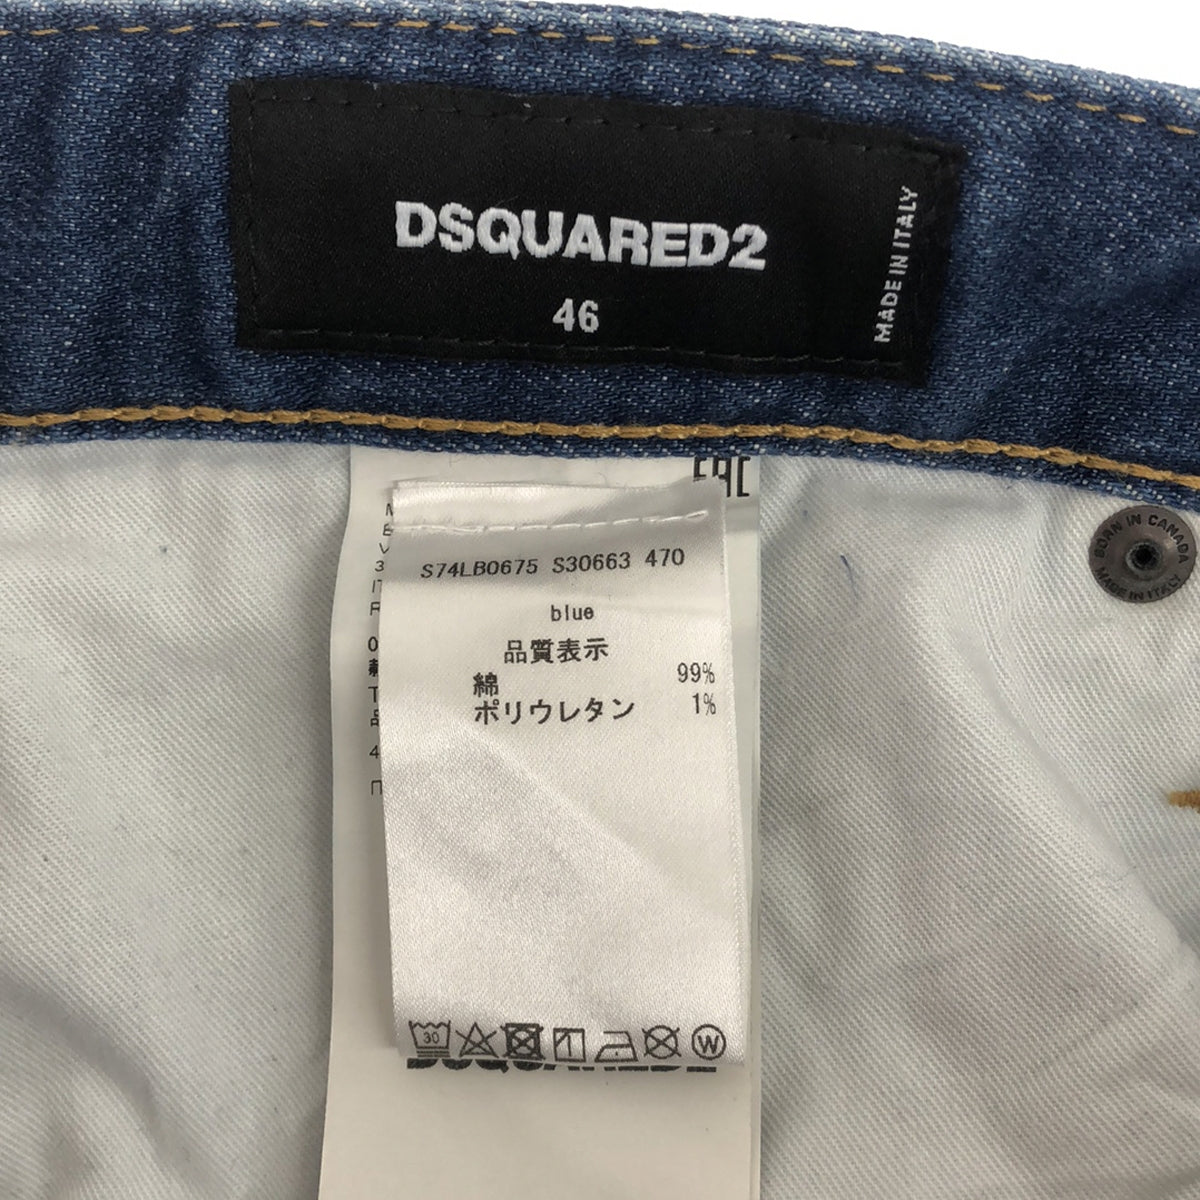 DSQUARED2
46
MADE IN ITALY
S74LB0675 S30663 470
blue
品質表示
綿 99%
ポリウレタン 1%
30
W
BORN IN CANADA
MADE IN ITALY